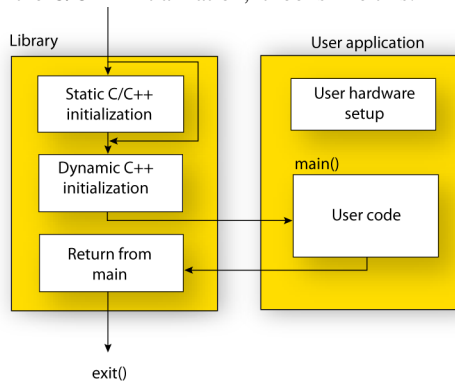 Library
User application
Static C/C++
initialization
User hardware
setup
Dynamic C++
initialization
main()
User code
Return from
main
exit()